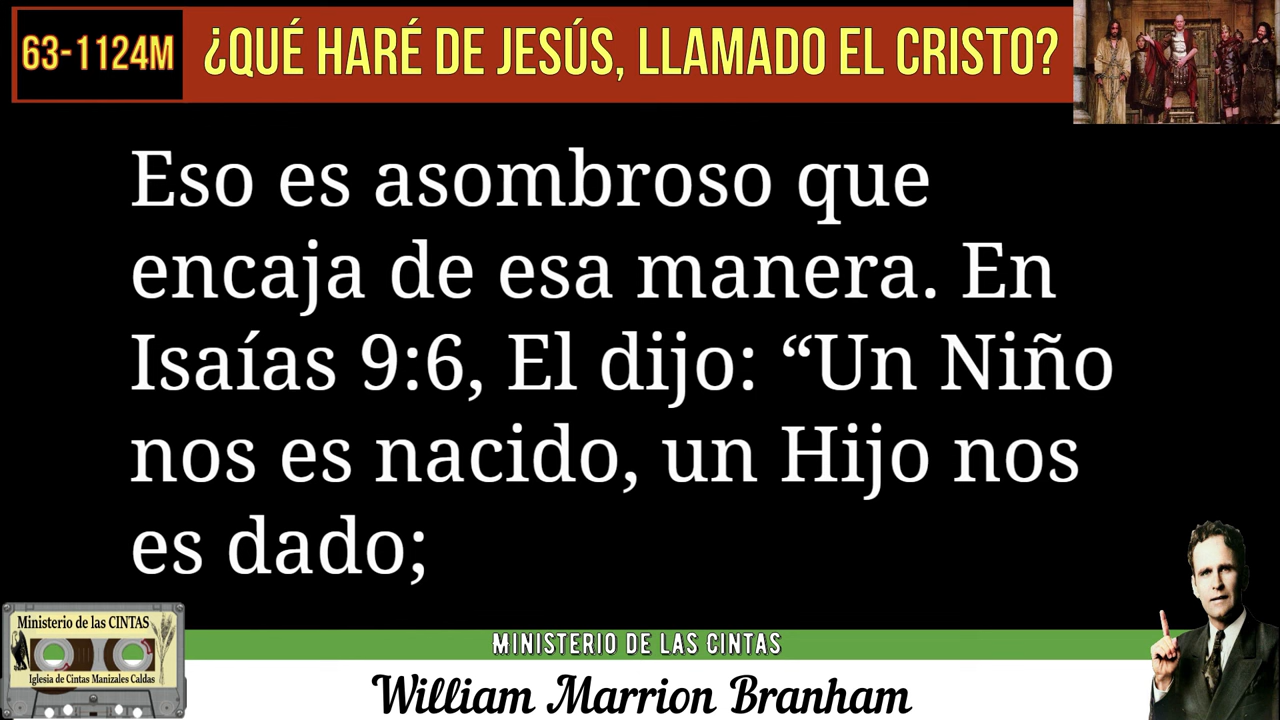 63-1124M
¿QUÉ HARÉ DE JESÚS, LLAMADO EL CRISTO?
Eso es asombroso que
encaja de esa manera. En
Isaías 9:6, El dijo: “Un Niño
nos es nacido, un Hijo nos
es dado;
Ministerio de las CINTAS
Iglesia de Cintas Manizales Caldas
MINISTERIO DE LAS CINTAS
William Marrion Branham